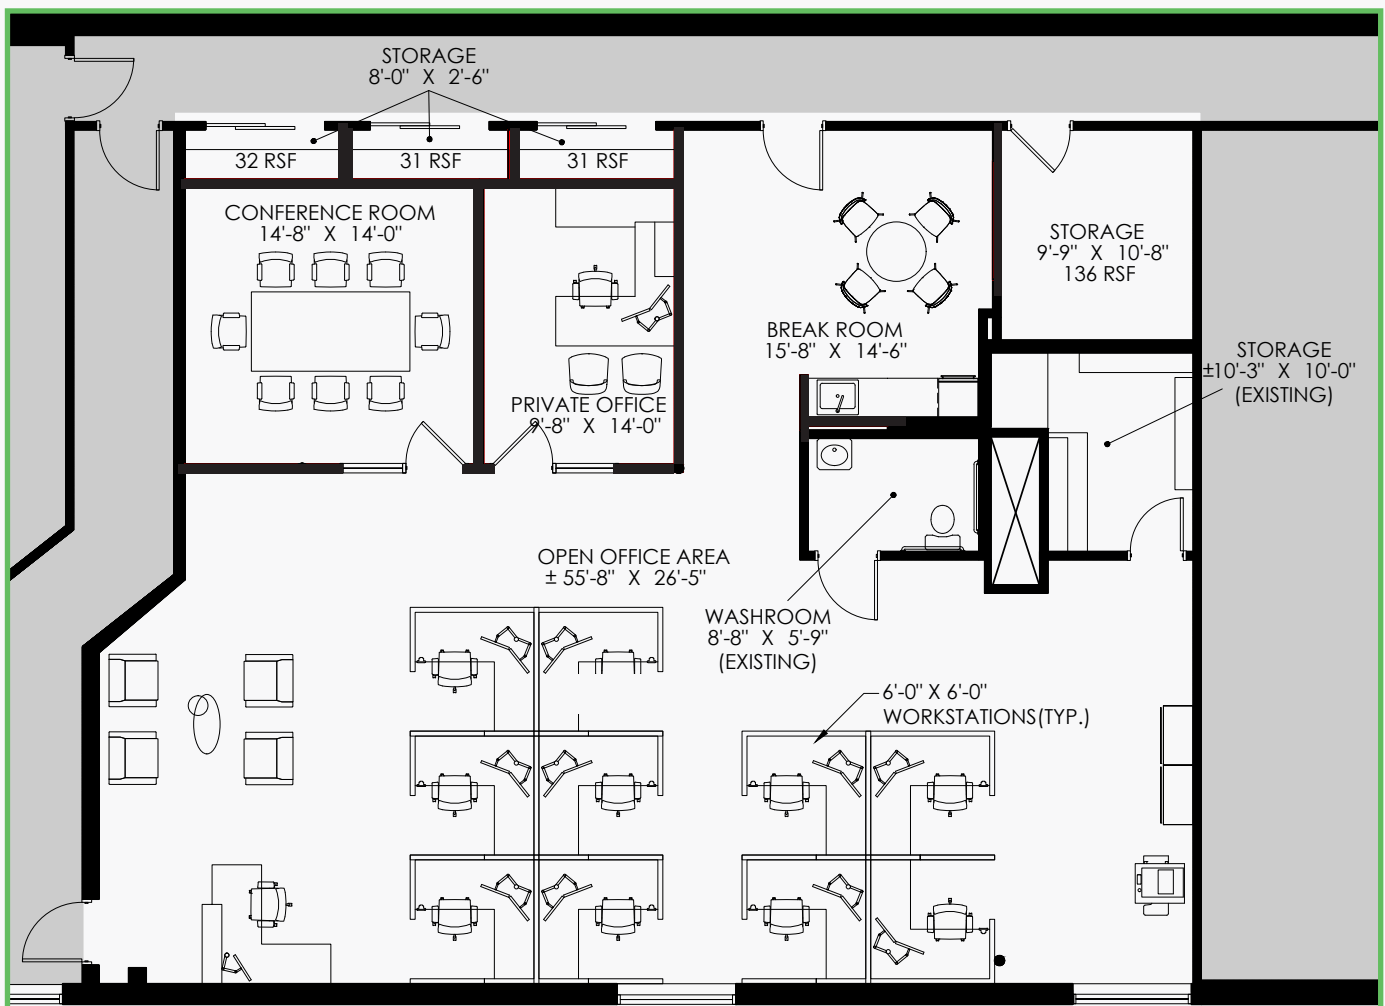 STORAGE
8'-0" X 2'-6"
32 RSF
31 RSF
31 RSF
CONFERENCE ROOM
14'-8" X 14'-0"
STORAGE
9'-9" X 10'-8"
136 RSF
BREAK ROOM
15'-8" X 14'-6"
STORAGE
±10'-3" X 10'-0"
(EXISTING)
PRIVATE OFFICE
'-8" X 14'-0"
OPEN OFFICE AREA
± 55'-8" X 26'-5"
WASHROOM
8'-8" X 5'-9"
(EXISTING)
6'-0" X 6'-0"
WORKSTATIONS(TYP.)